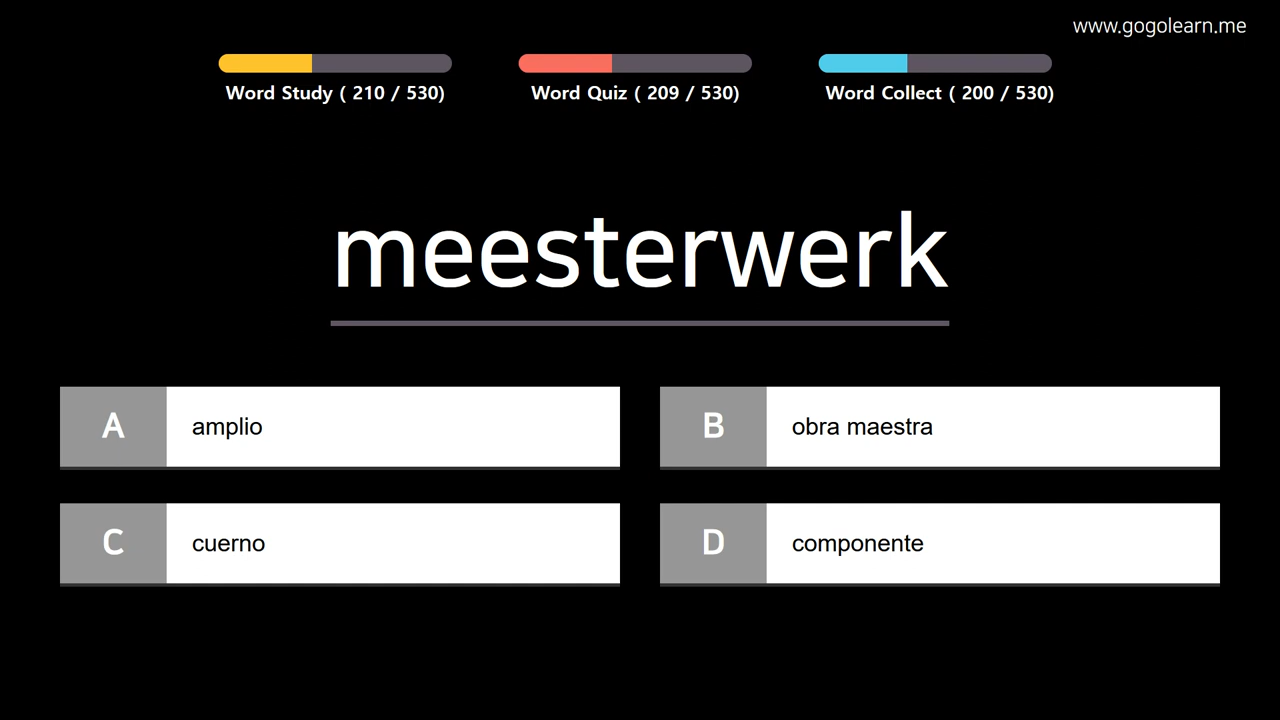 www.gogolearn.me
Word Study ( 210 / 530)
Word Quiz ( 209 / 530)
Word Collect ( 200 / 530)
meesterwerk
A amplio
B obra maestra
C cuerno
D componente